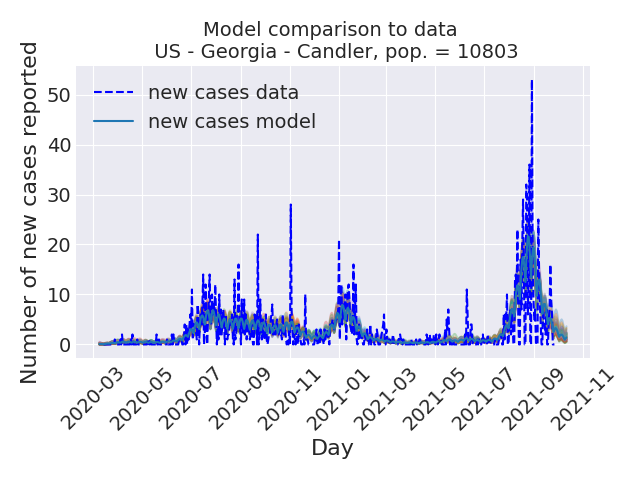 Model comparison to data
US - Georgia - Candler, pop. = 10803
Number of new cases reported
50
40
30
20
10
0
new cases data
new cases model
2020-03
2020-05
2020-07
2020-09
2020-11
2021-01
2021-03
2021-05
2021-07
2021-09
2021-11
Day